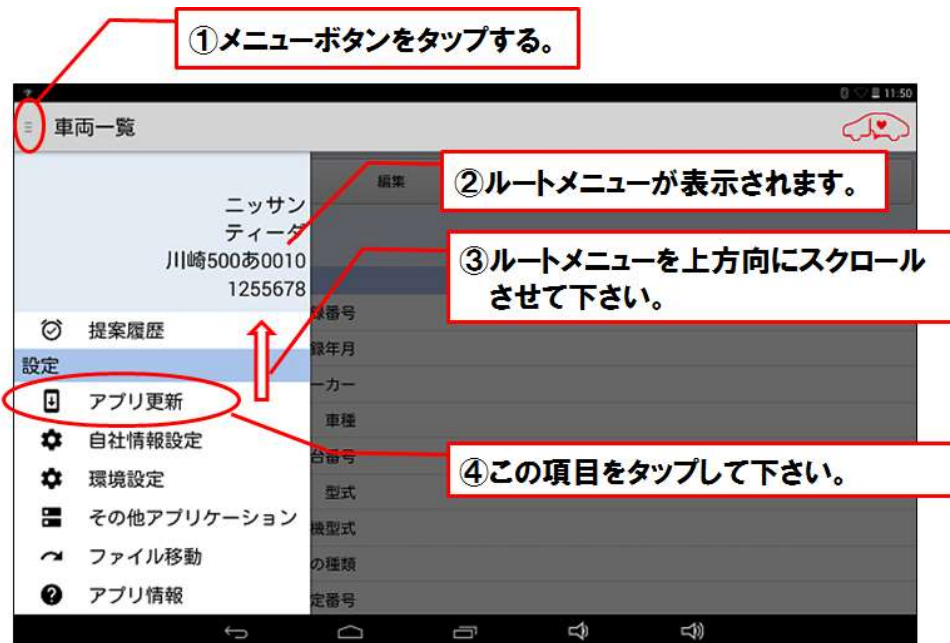 ①メニューボタンをタップする。
11:50
車両一覧
編集
②ルートメニューが表示されます。
ニッサン
ティーダ
川崎500あ0010
1255678
③ルートメニューを上方向にスクロール
させて下さい。
録番号
提案履歴
録年月
設定
ーカー
アプリ更新
車種
自社情報設定
台番号
④この項目をタップして下さい。
環境設定
型式
その他アプリケーション
機型式
ファイル移動
の種類
アプリ情報
定番号